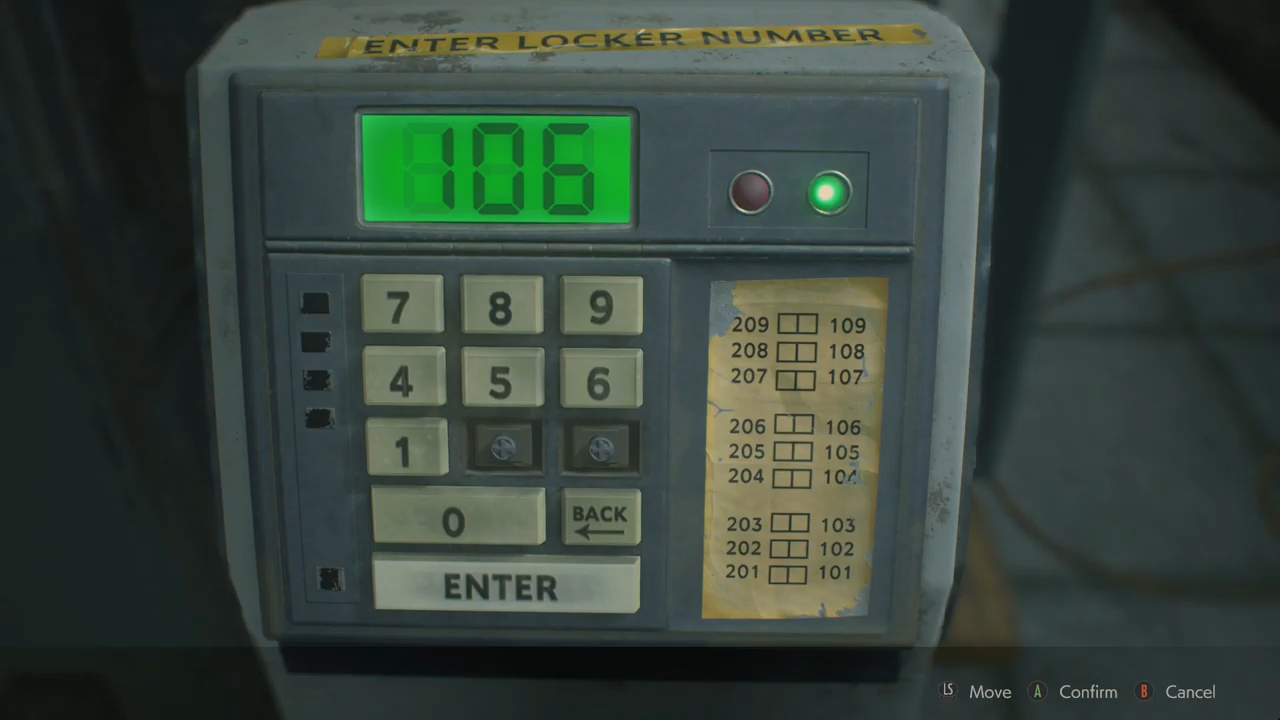 ENTER LOCKER NUMBER
106
7 8 9
4 5 6
1
0 BACK
ENTER
209 109
208 108
207 107
206 106
205 105
204 104
203 103
202 102
201 101
LS Move A Confirm B Cancel